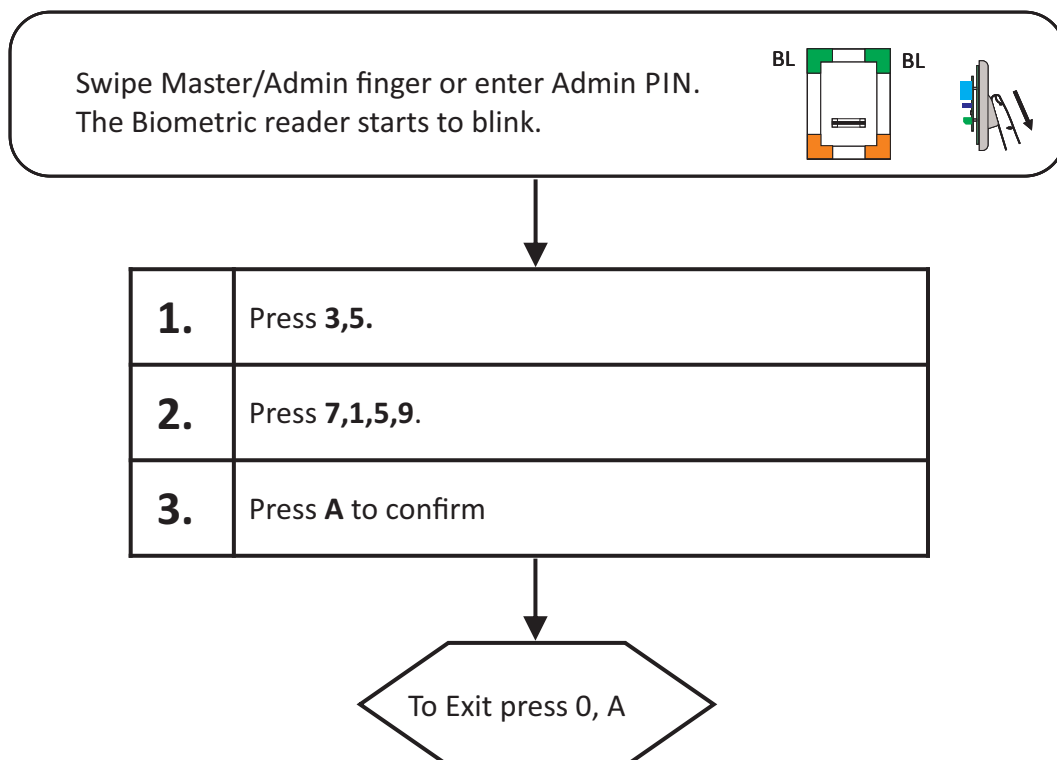 Swipe Master/Admin finger or enter Admin PIN.
The Biometric reader starts to blink.
BL
BL
1.
Press 3,5.
2.
Press 7,1,5,9.
3.
Press A to confirm
To Exit press 0, A